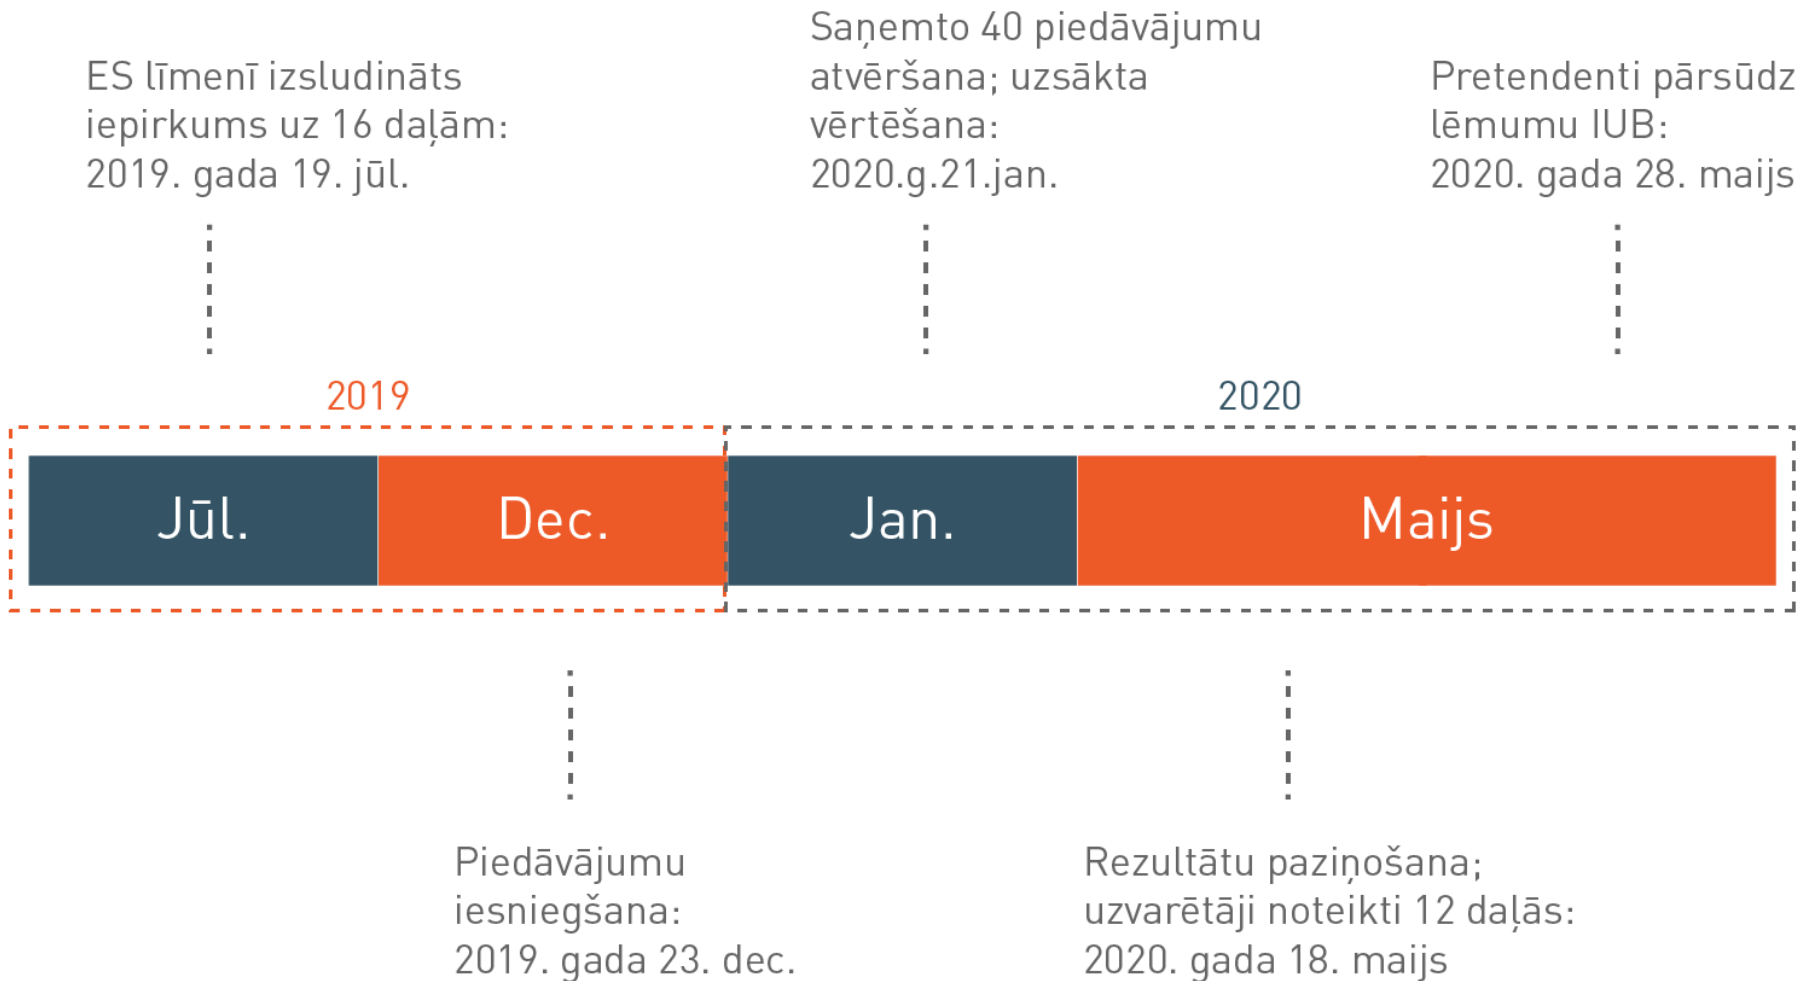 ES līmenī izsludināts
iepirkums uz 16 daļām:
2019. gada 19. jūl.
Saņemto 40 piedāvājumu
atvēršana; uzsākta
vērtēšana:
2020.g.21.jan.
Pretendenti pārsūdz
lēmumu IUB:
2020. gada 28. maijs
2019
2020
Jūl.
Dec.
Jan.
Maijs
Piedāvājumu
iesniegšana:
2019. gada 23. dec.
Rezultātu paziņošana;
uzvarētāji noteikti 12 daļās:
2020. gada 18. maijs